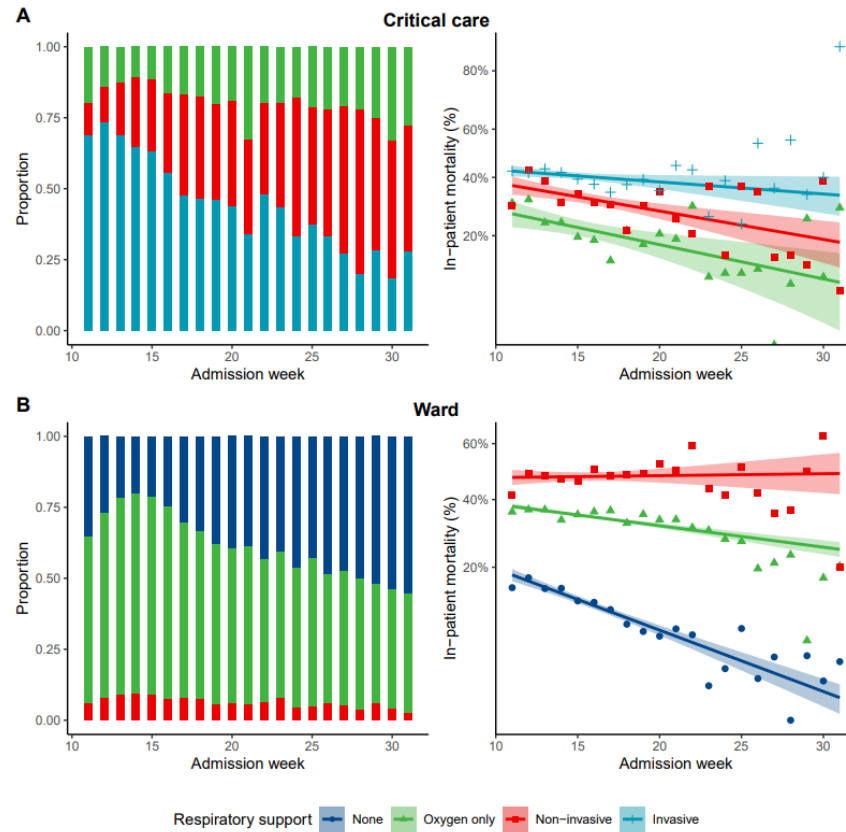 A
Critical care
1.00
0.75
0.50
0.25
0.00
Proportion
10 15 20 25 30
Admission week
80%
60%
40%
20%
In−patient mortality (%)
10 15 20 25 30
Admission week
B
Ward
1.00
0.75
0.50
0.25
0.00
Proportion
10 15 20 25 30
Admission week
60%
40%
20%
In−patient mortality (%)
10 15 20 25 30
Admission week
Respiratory support None Oxygen only Non−invasive Invasive